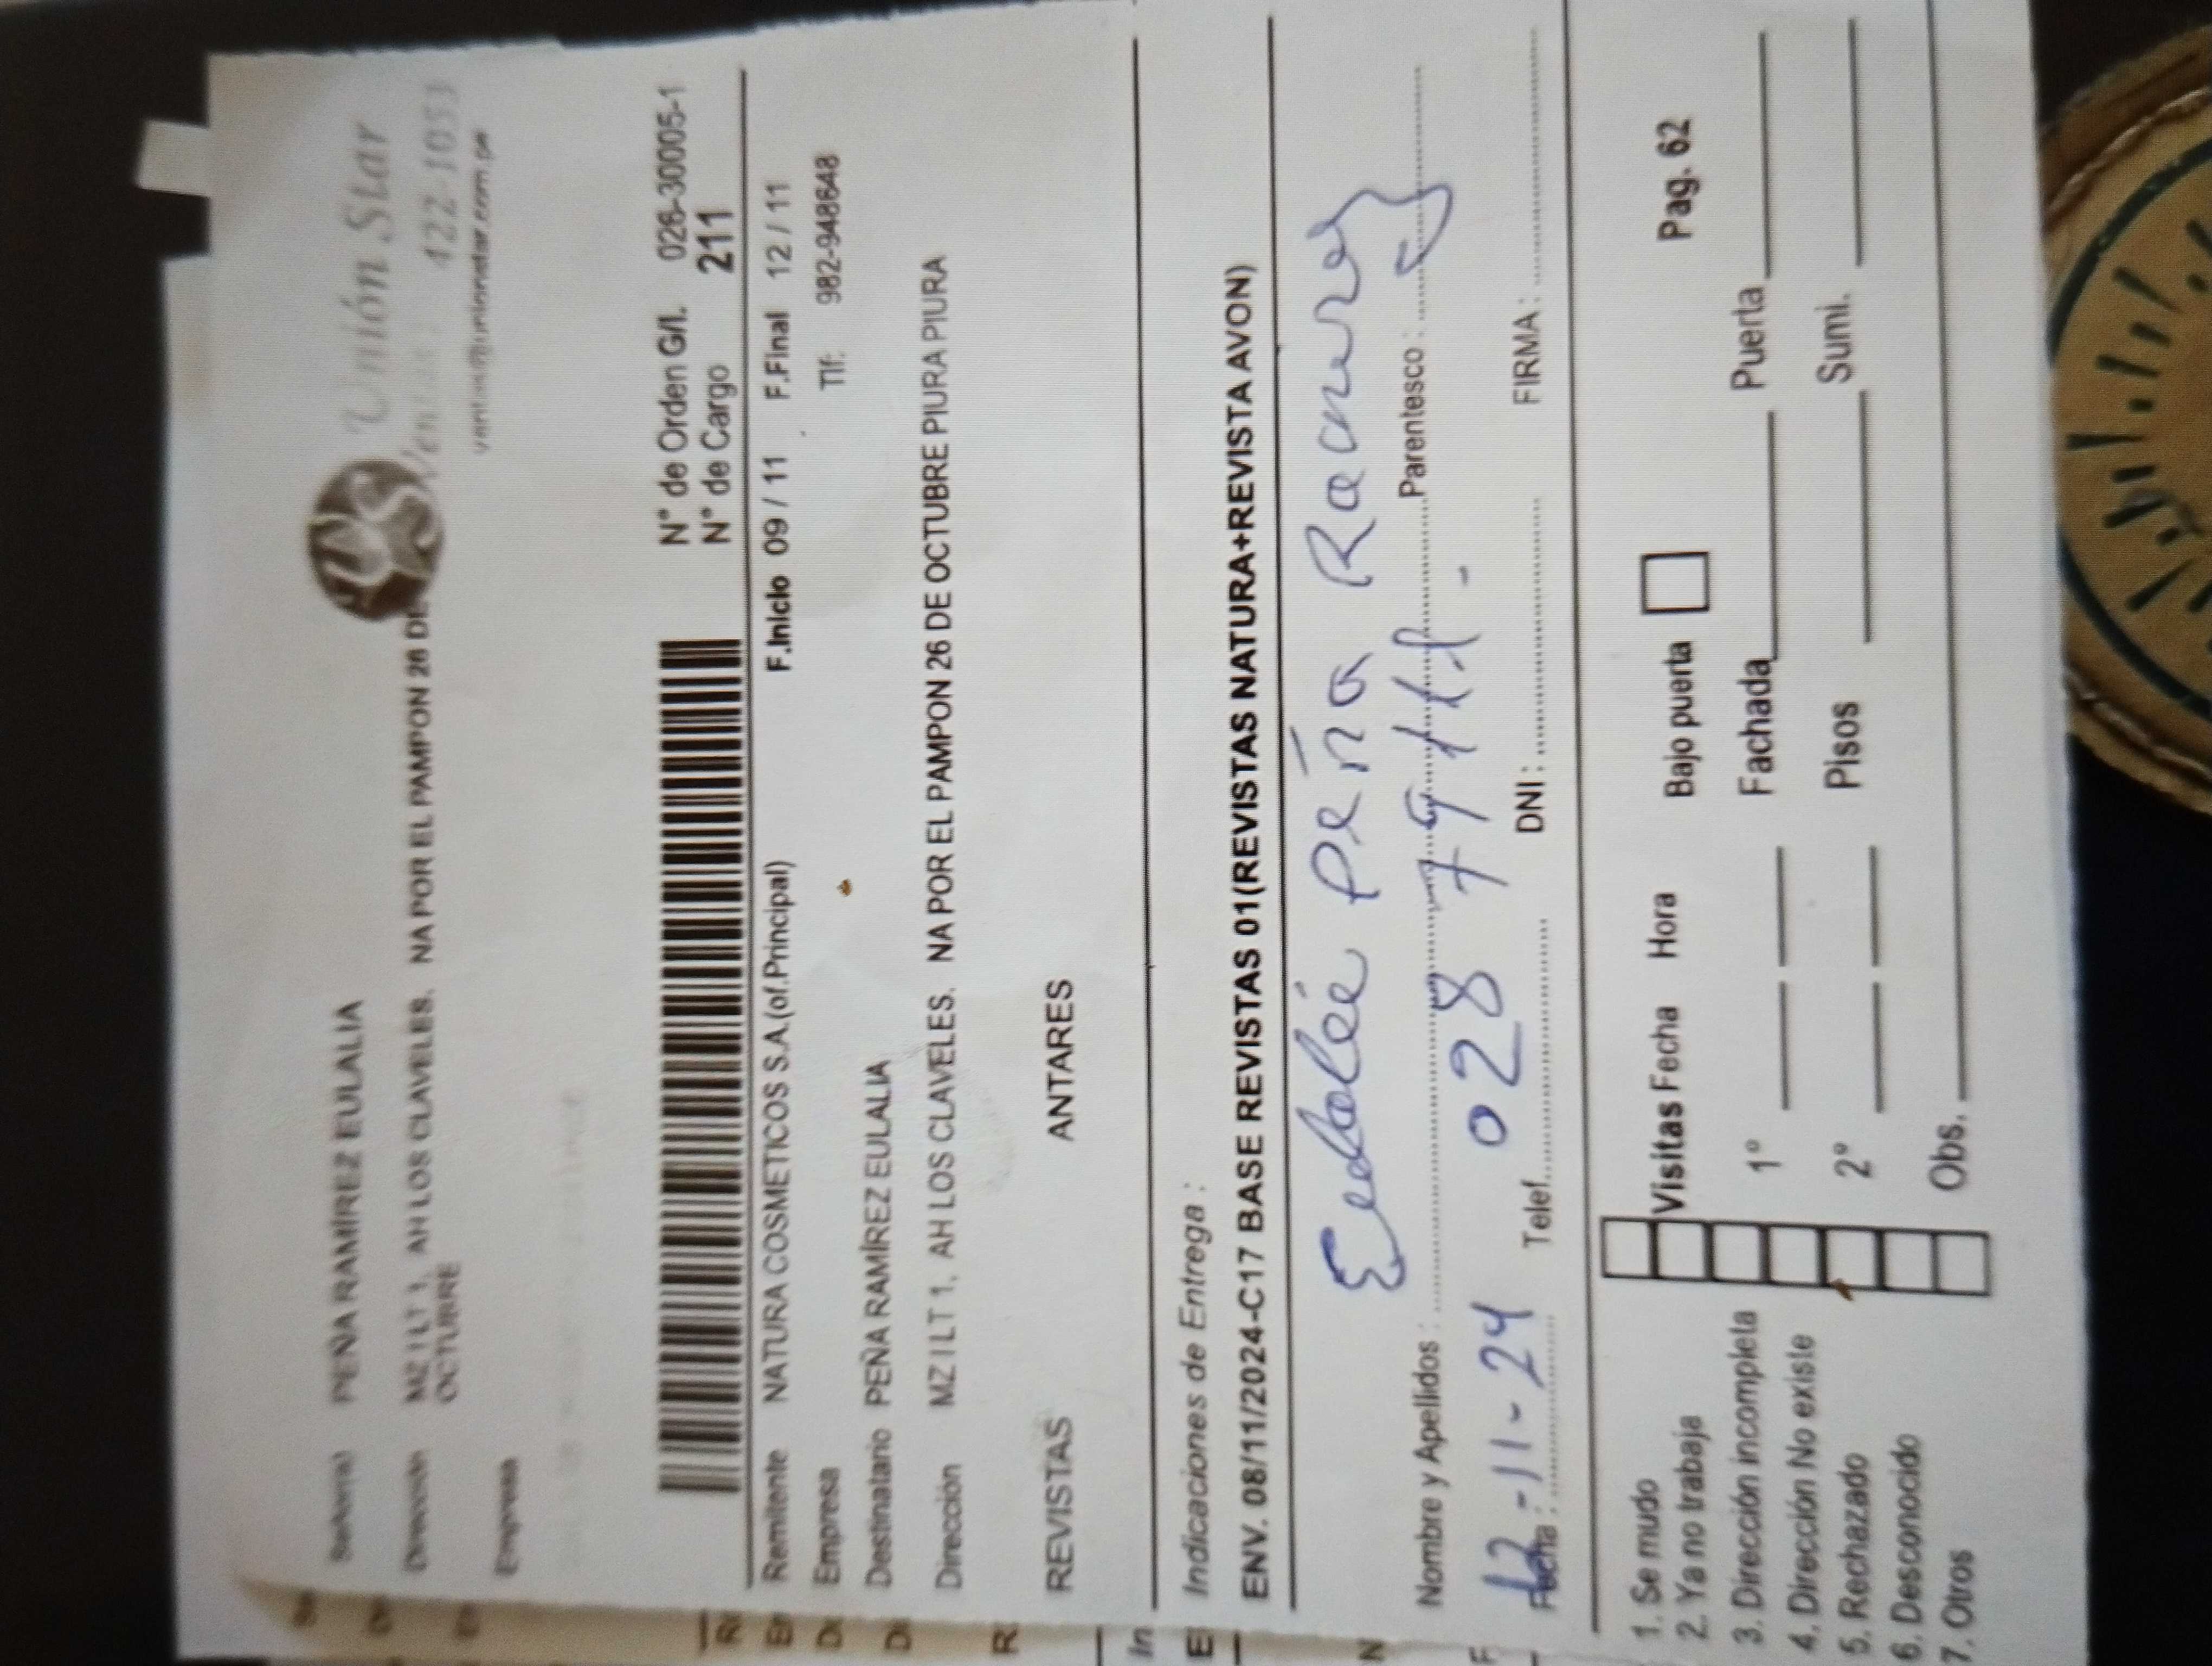 Señor(a) PEÑA RAMÍREZ EULALIA
Unión Star
Dirección MZ I LT 1, AH LOS CLAVELES. NA POR EL PAMPON 26 DE
OCTUBRE
Ventas: 422-1053
Empresa
N° de Orden G/I. 026-30005-1
N° de Cargo 211
Remitente NATURA COSMETICOS S.A.(of.Principal) F.Inicio 09 / 11 F.Final 12 / 11
Empresa Tlf: 982-948648
Destinatario PEÑA RAMÍREZ EULALIA
Dirección MZ I LT 1, AH LOS CLAVELES. NA POR EL PAMPON 26 DE OCTUBRE PIURA PIURA
REVISTAS ANTARES
Indicaciones de Entrega :
ENV. 08/11/2024-C17 BASE REVISTAS 01(REVISTAS NATURA+REVISTA AVON)
Peña
Nombre y Apellidos : Parentesco :
12-11-24 028
Fecha : Telef. DNI : FIRMA :
1. Se mudo
2. Ya no trabaja
3. Dirección incompleta
4. Dirección No existe
5. Rechazado
6. Desconocido
7. Otros
Visitas Fecha Hora Bajo puerta Pag. 62
1º Fachada Puerta
2º Pisos Sumi.
Obs.